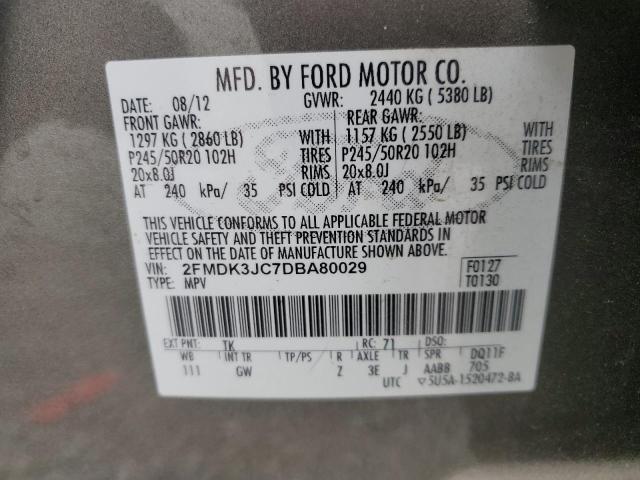 MFD. BY FORD MOTOR CO.
DATE: 08/12 GVWR: 2440 KG ( 5380 LB)
FRONT GAWR: REAR GAWR:
1297 KG ( 2860 LB) WITH 1157 KG ( 2550 LB) WITH
P245/50R20 102H TIRES P245/50R20 102H TIRES
20x8.0J RIMS 20x8.0J RIMS
AT 240 kPa/ 35 PSI COLD AT 240 kPa/ 35 PSI COLD
THIS VEHICLE CONFORMS TO ALL APPLICABLE FEDERAL MOTOR
VEHICLE SAFETY AND THEFT PREVENTION STANDARDS IN
EFFECT ON THE DATE OF MANUFACTURE SHOWN ABOVE.
VIN: 2FMDK3JC7DBA80029 F0127
TYPE: MPV T0130
EXT PNT: TK RC: 71 DSO:
WB INT TR TP/PS R AXLE TR SPR DQ11F
111 GW Z 3E J AABB 705
UTC ▽5U5A-1520472-BA